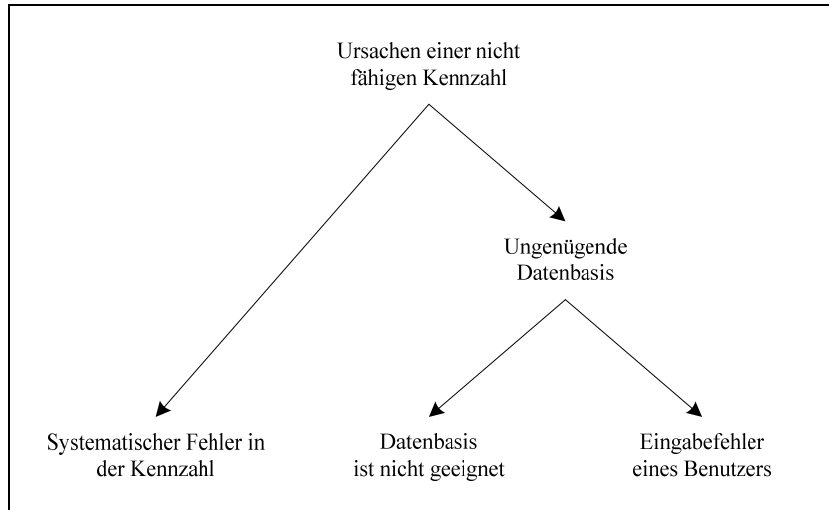 Ursachen einer nicht
fähigen Kennzahl
Ungenügende
Datenbasis
Systematischer Fehler in
der Kennzahl
Datenbasis
ist nicht geeignet
Eingabefehler
eines Benutzers